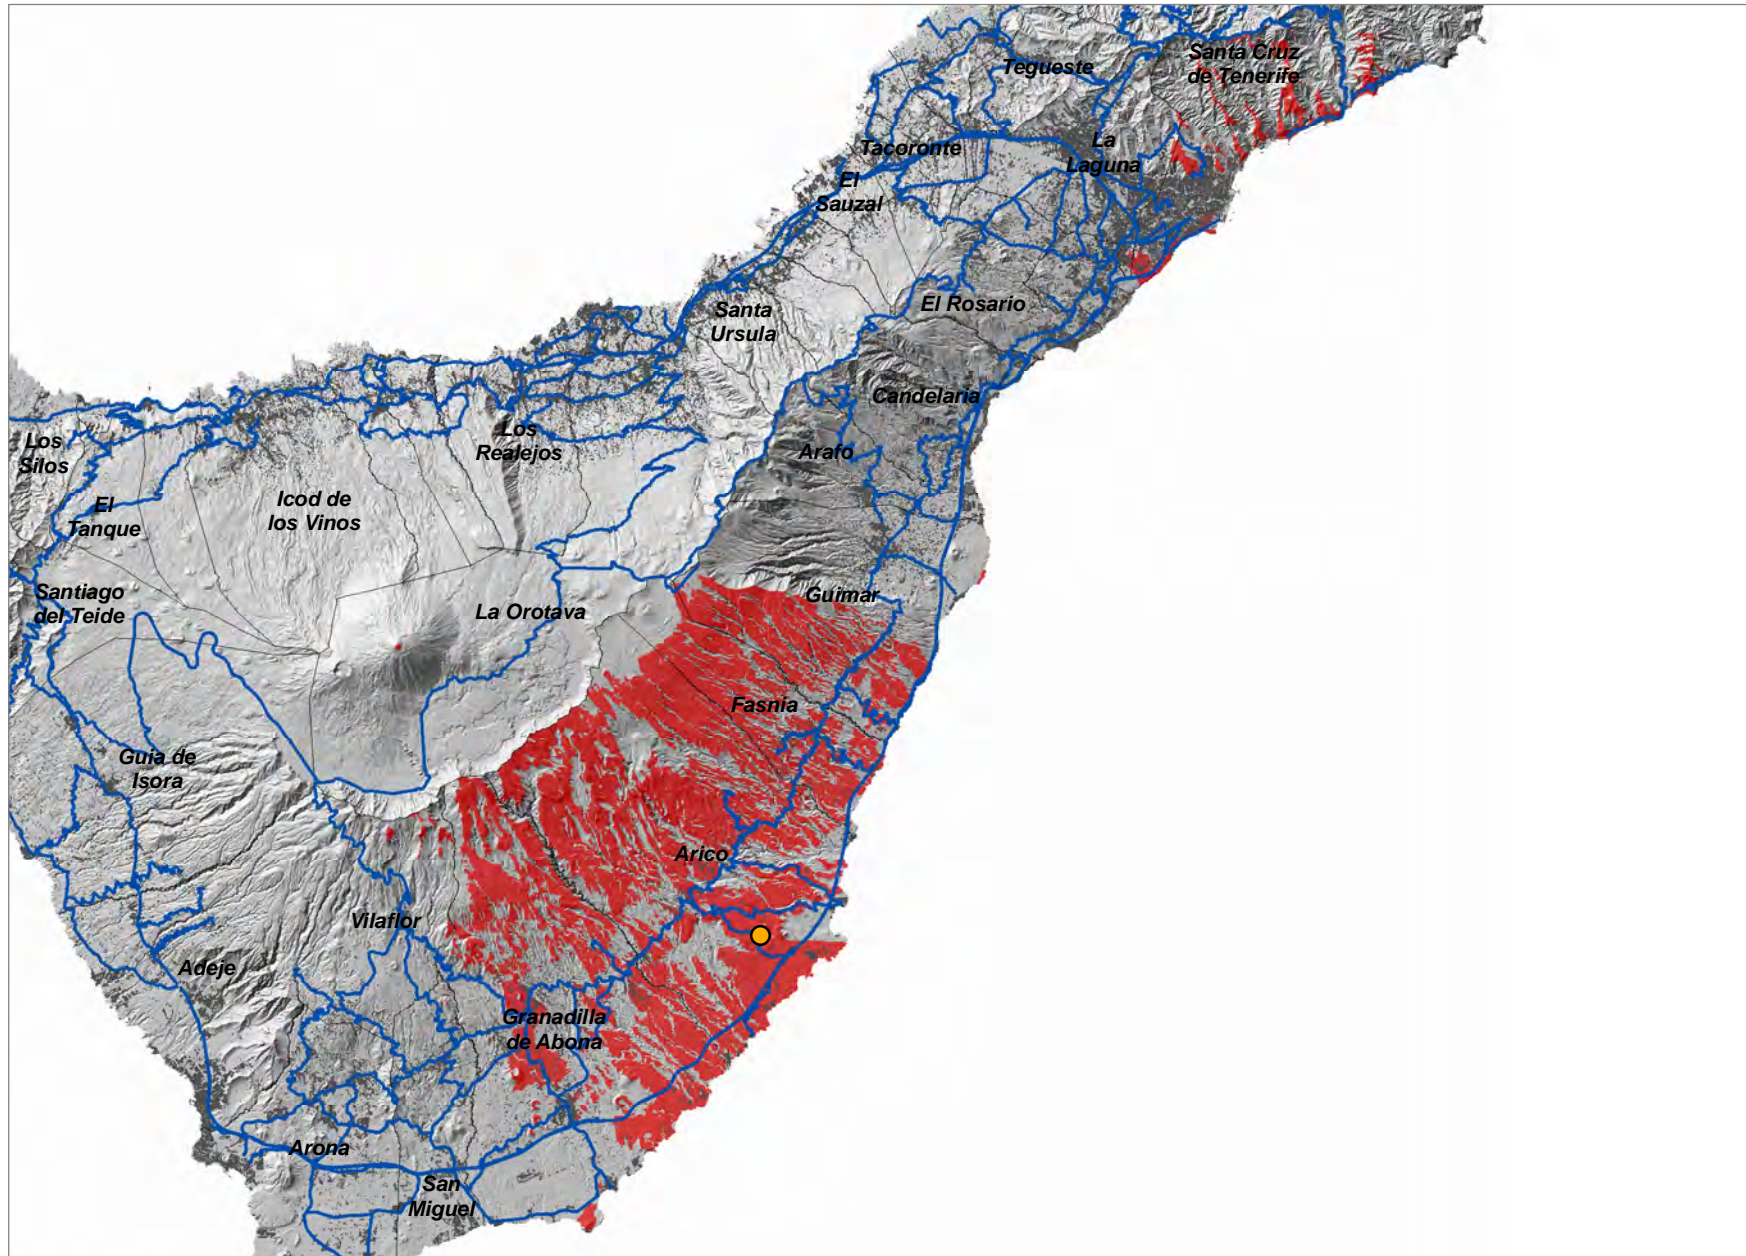 Santa Cruz
de Tenerife
Tegueste
La
Laguna
Tacoronte
El
Sauzal
El Rosario
Santa
Ursula
Candelaria
Los
Realejos
Los
Silos
Arafo
Icod de
los Vinos
El
Tanque
Santiago
del Teide
La Orotava
Guimar
Fasnia
Guia de
Isora
Arico
Vilaflor
Adeje
Granadilla
de Abona
Arona
San
Miguel